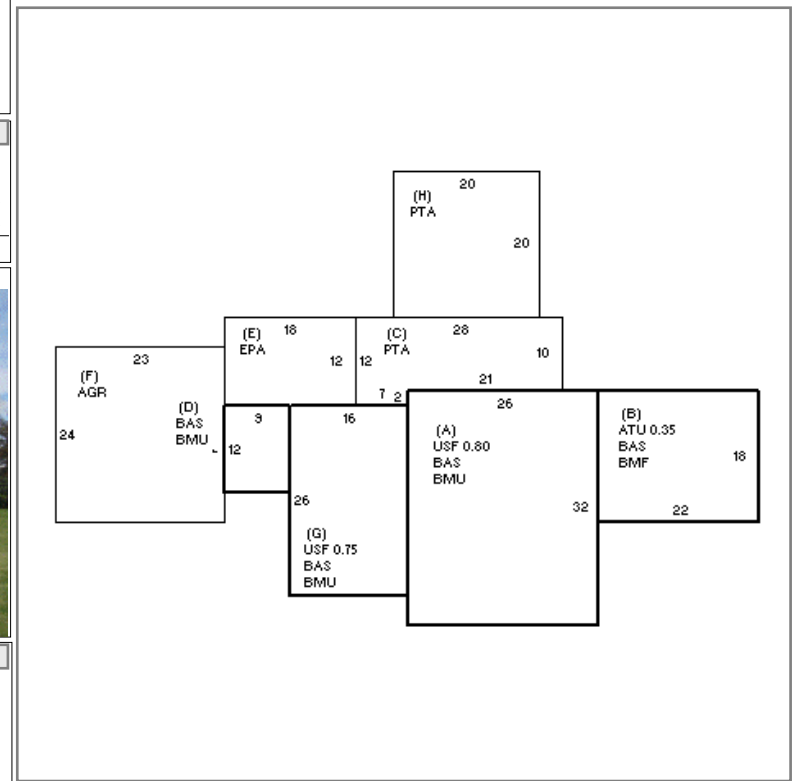 20
(H)
PTA
20
(E)
EPA
18
12
(C)
PTA
28
12
10
21
7
2
23
(F)
AGR
24
(D)
BAS
BMU
9
12
16
26
(G)
USF 0.75
BAS
BMU
26
(A)
USF 0.80
BAS
BMU
32
(B)
ATU 0.35
BAS
BMF
18
22